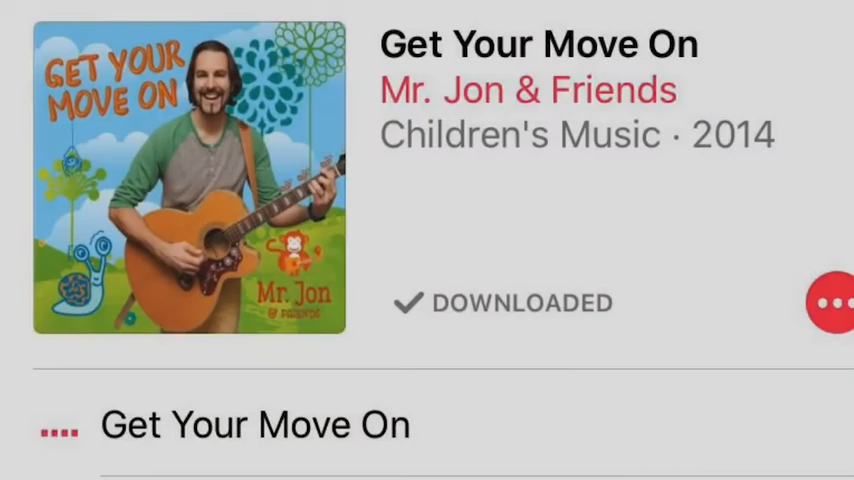 GET YOUR
MOVE ON
Mr. Jon
& FRIENDS
Get Your Move On
Mr. Jon & Friends
Children's Music · 2014
DOWNLOADED
Get Your Move On